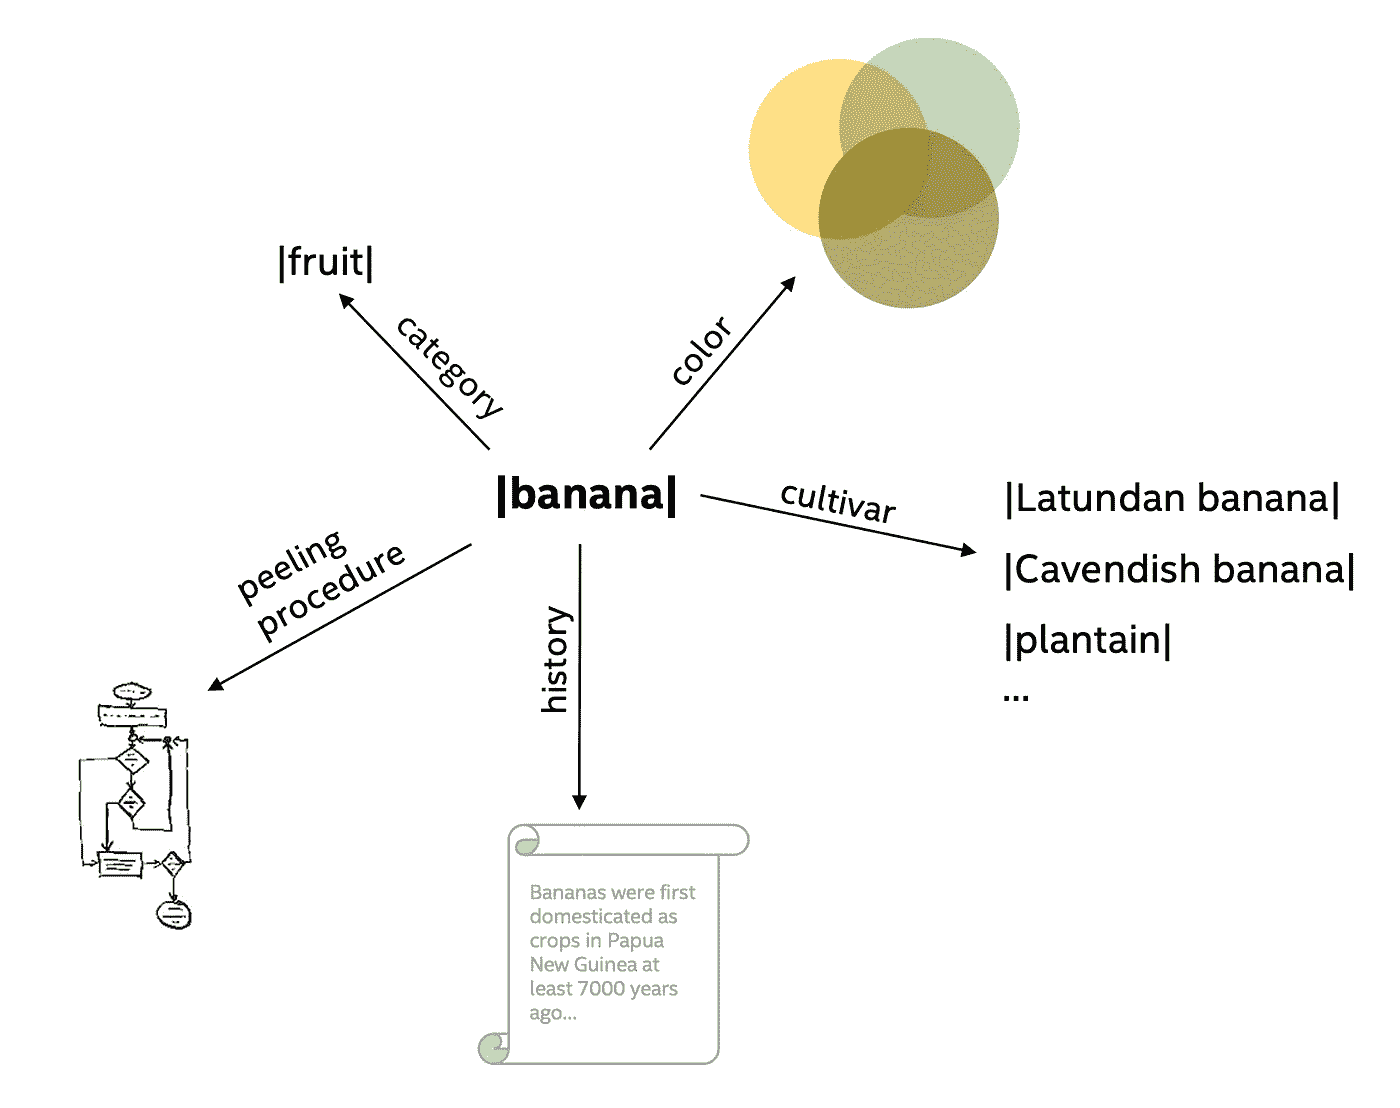 |fruit|
category
color
|banana|
cultivar
|Latundan banana|
|Cavendish banana|
|plantain|
...
peeling
procedure
history
Bananas were first
domesticated as
crops in Papua
New Guinea at
least 7000 years
ago...